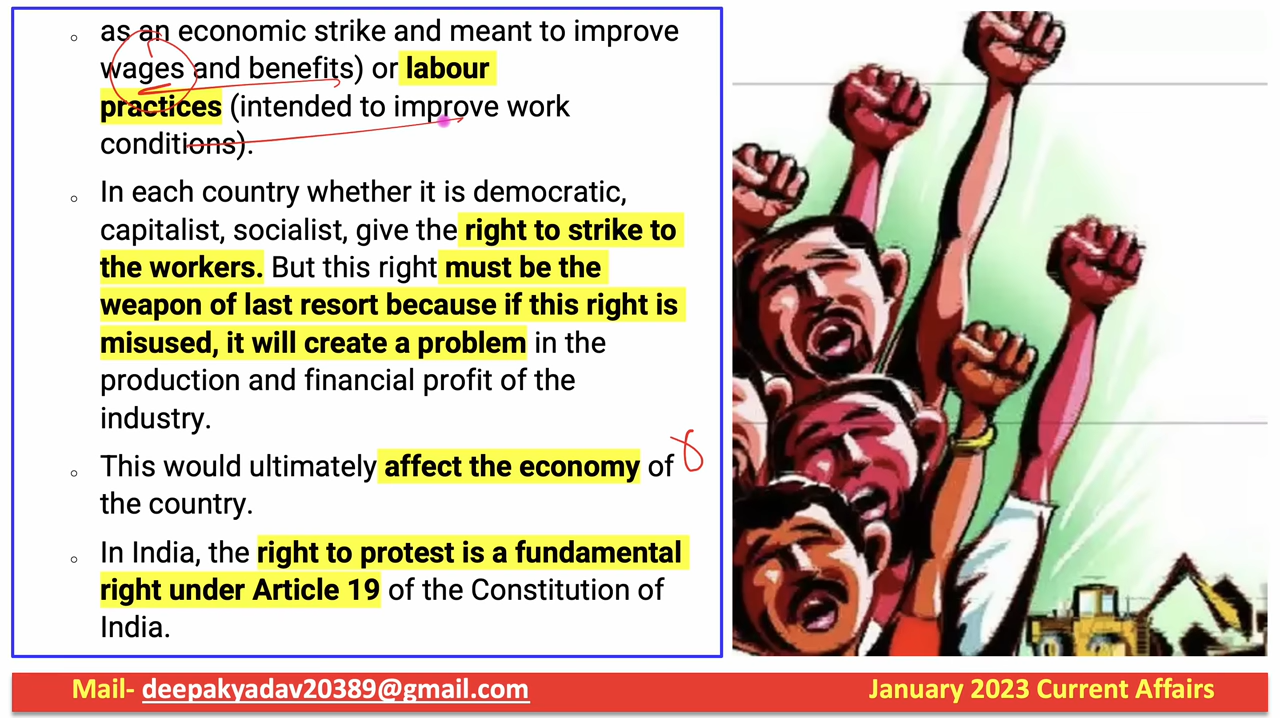 as an economic strike and meant to improve
wages and benefits) or labour
practices (intended to improve work
conditions).
In each country whether it is democratic,
capitalist, socialist, give the right to strike to
the workers. But this right must be the
weapon of last resort because if this right is
misused, it will create a problem in the
production and financial profit of the
industry.
This would ultimately affect the economy of
the country.
In India, the right to protest is a fundamental
right under Article 19 of the Constitution of
India.
Mail- deepakyadav20389@gmail.com
January 2023 Current Affairs